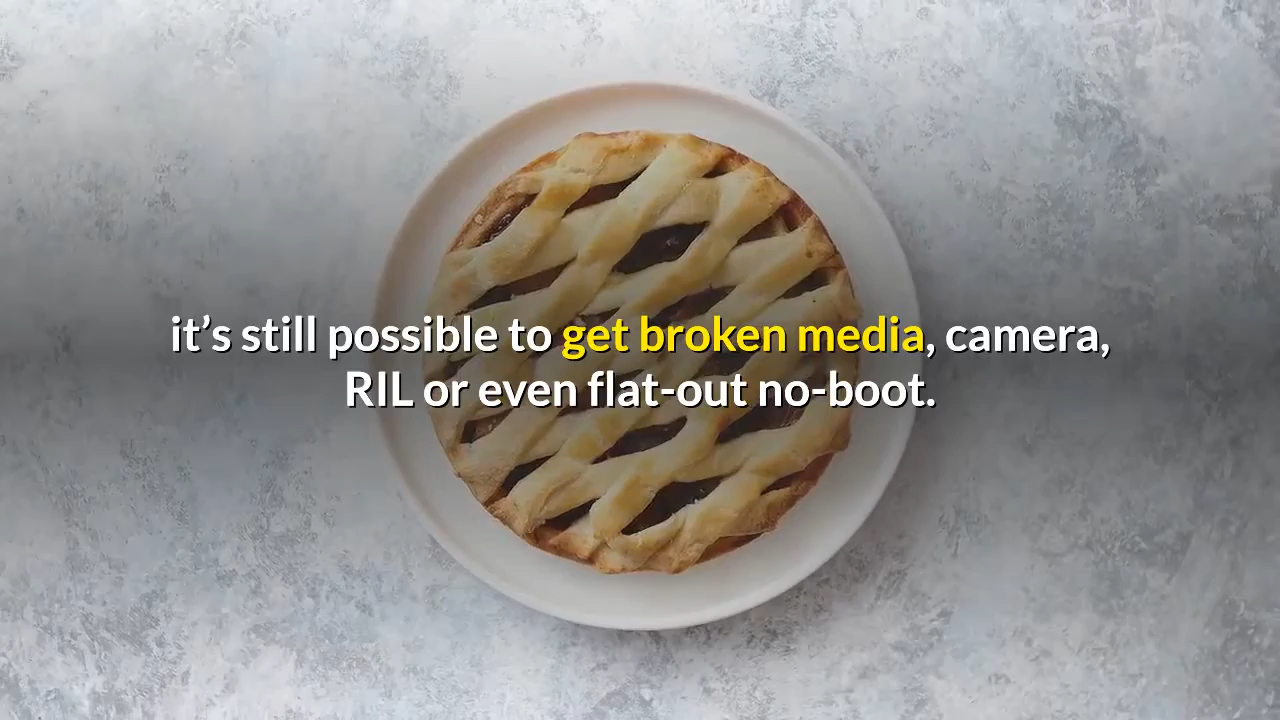 it’s still possible to get broken media, camera,
RIL or even flat-out no-boot.